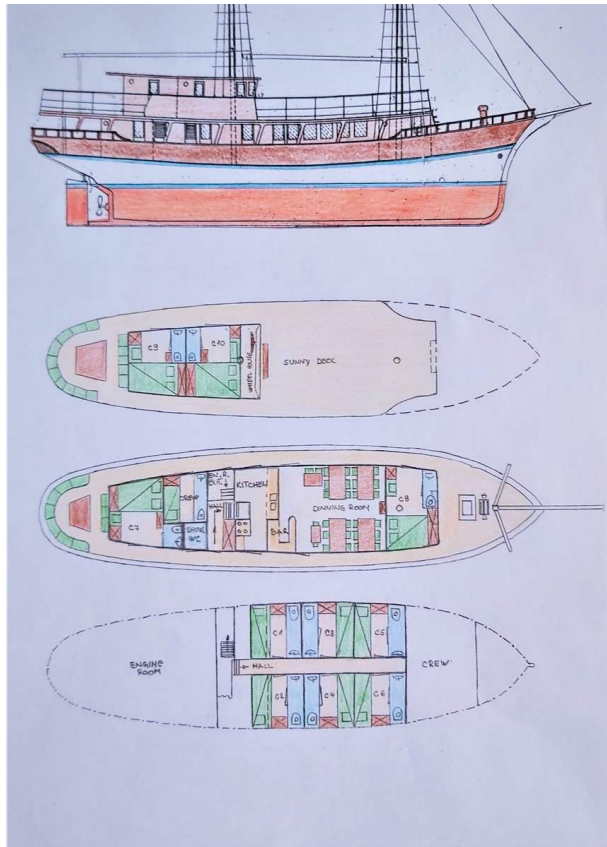 C9
C10
WHEEL HOUSE
SUNNY DECK
CREW
KITCHEN
HALL
C7
SHOW.
WC
BAR
DINNING ROOM
C8
ENGINE
ROOM
HALL
C1
C3
C5
C2
C4
C6
CREW